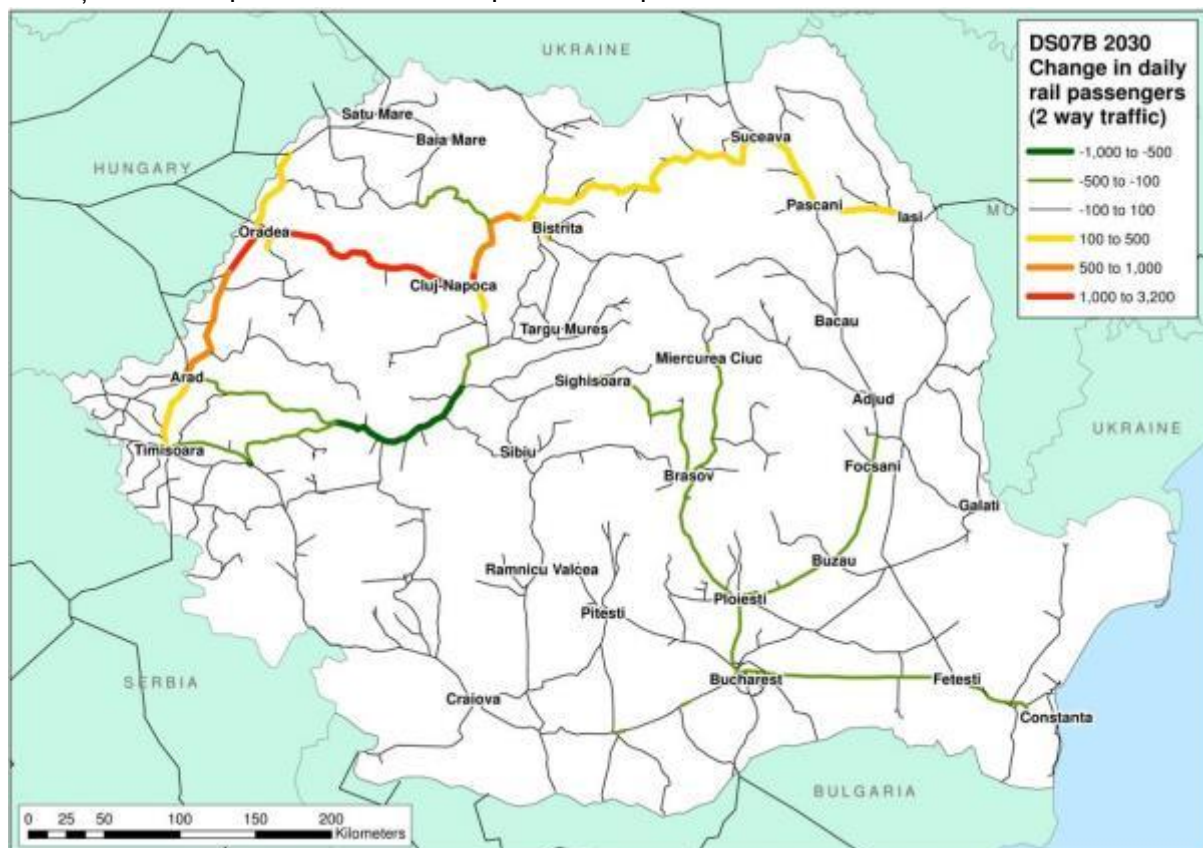 UKRAINE
DS07B 2030
Change in daily
rail passengers
(2 way traffic)
-1,000 to -500
-500 to -100
-100 to 100
100 to 500
500 to 1,000
1,000 to 3,200
Satu Mare
Baia Mare
Suceava
HUNGARY
Pascani
Iasi
MO
Oradea
Bistrita
Cluj-Napoca
Targu Mures
Bacau
Miercurea Ciuc
Arad
Sighisoara
Adjud
UKRAINE
Timisoara
Sibiu
Focsani
Brasov
Galati
Buzau
Ramnicu Valcea
Ploiesti
Pitesti
SERBIA
Bucharest
Fetesti
Craiova
Constanta
BULGARIA
0 25 50 100 150 200
Kilometers